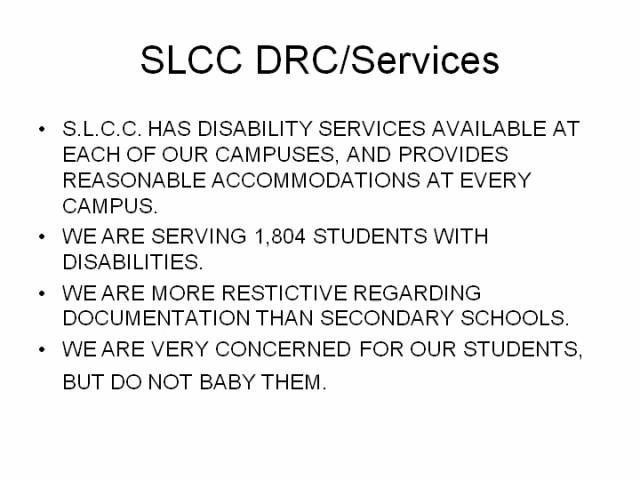 SLCC DRC/Services
• S.L.C.C. HAS DISABILITY SERVICES AVAILABLE AT
EACH OF OUR CAMPUSES, AND PROVIDES
REASONABLE ACCOMMODATIONS AT EVERY
CAMPUS.
• WE ARE SERVING 1,804 STUDENTS WITH
DISABILITIES.
• WE ARE MORE RESTICTIVE REGARDING
DOCUMENTATION THAN SECONDARY SCHOOLS.
• WE ARE VERY CONCERNED FOR OUR STUDENTS,
BUT DO NOT BABY THEM.